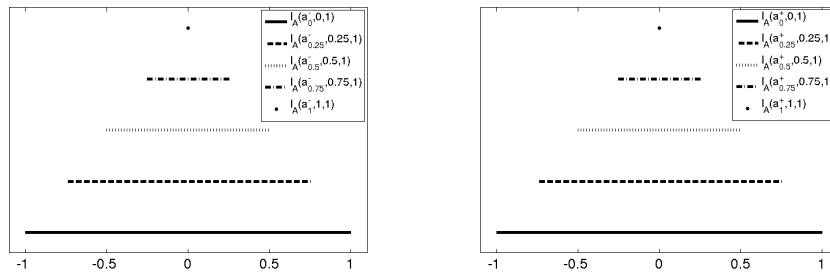 I_A(a_0^-,0,1)
I_A(a_0.25^-,0.25,1)
I_A(a_0.5^-,0.5,1)
I_A(a_0.75^-,0.75,1)
I_A(a_1^-,1,1)
-1 -0.5 0 0.5 1
I_A(a_0^+,0,1)
I_A(a_0.25^+,0.25,1)
I_A(a_0.5^+,0.5,1)
I_A(a_0.75^+,0.75,1)
I_A(a_1^+,1,1)
-1 -0.5 0 0.5 1